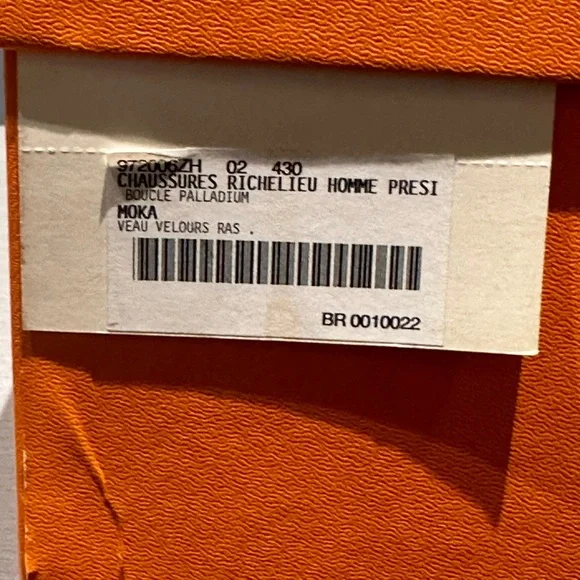 972006ZH 02 430
CHAUSSURES RICHELIEU HOMME PRESI
BOUCLE PALLADIUM
MOKA
VEAU VELOURS RAS .
BR 0010022